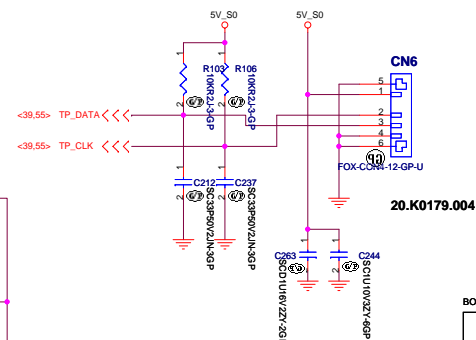 5V_S0
5V_S0
CN6
1
1
R103
R106
10KR2J-3-GP
10KR2J-3-GP
2
2
5
1
2
3
4
6
<39,55> TP_DATA
<39,55> TP_CLK
FOX-CON4-12-GP-U
20.K0179.004
1
1
C212
C237
SC33P50V2JN-3GP
SC33P50V2JN-3GP
2
2
1
1
C263
C244
SCD1U16V2ZY-2G
SC1U10V3ZY-6GP
2
2
BO